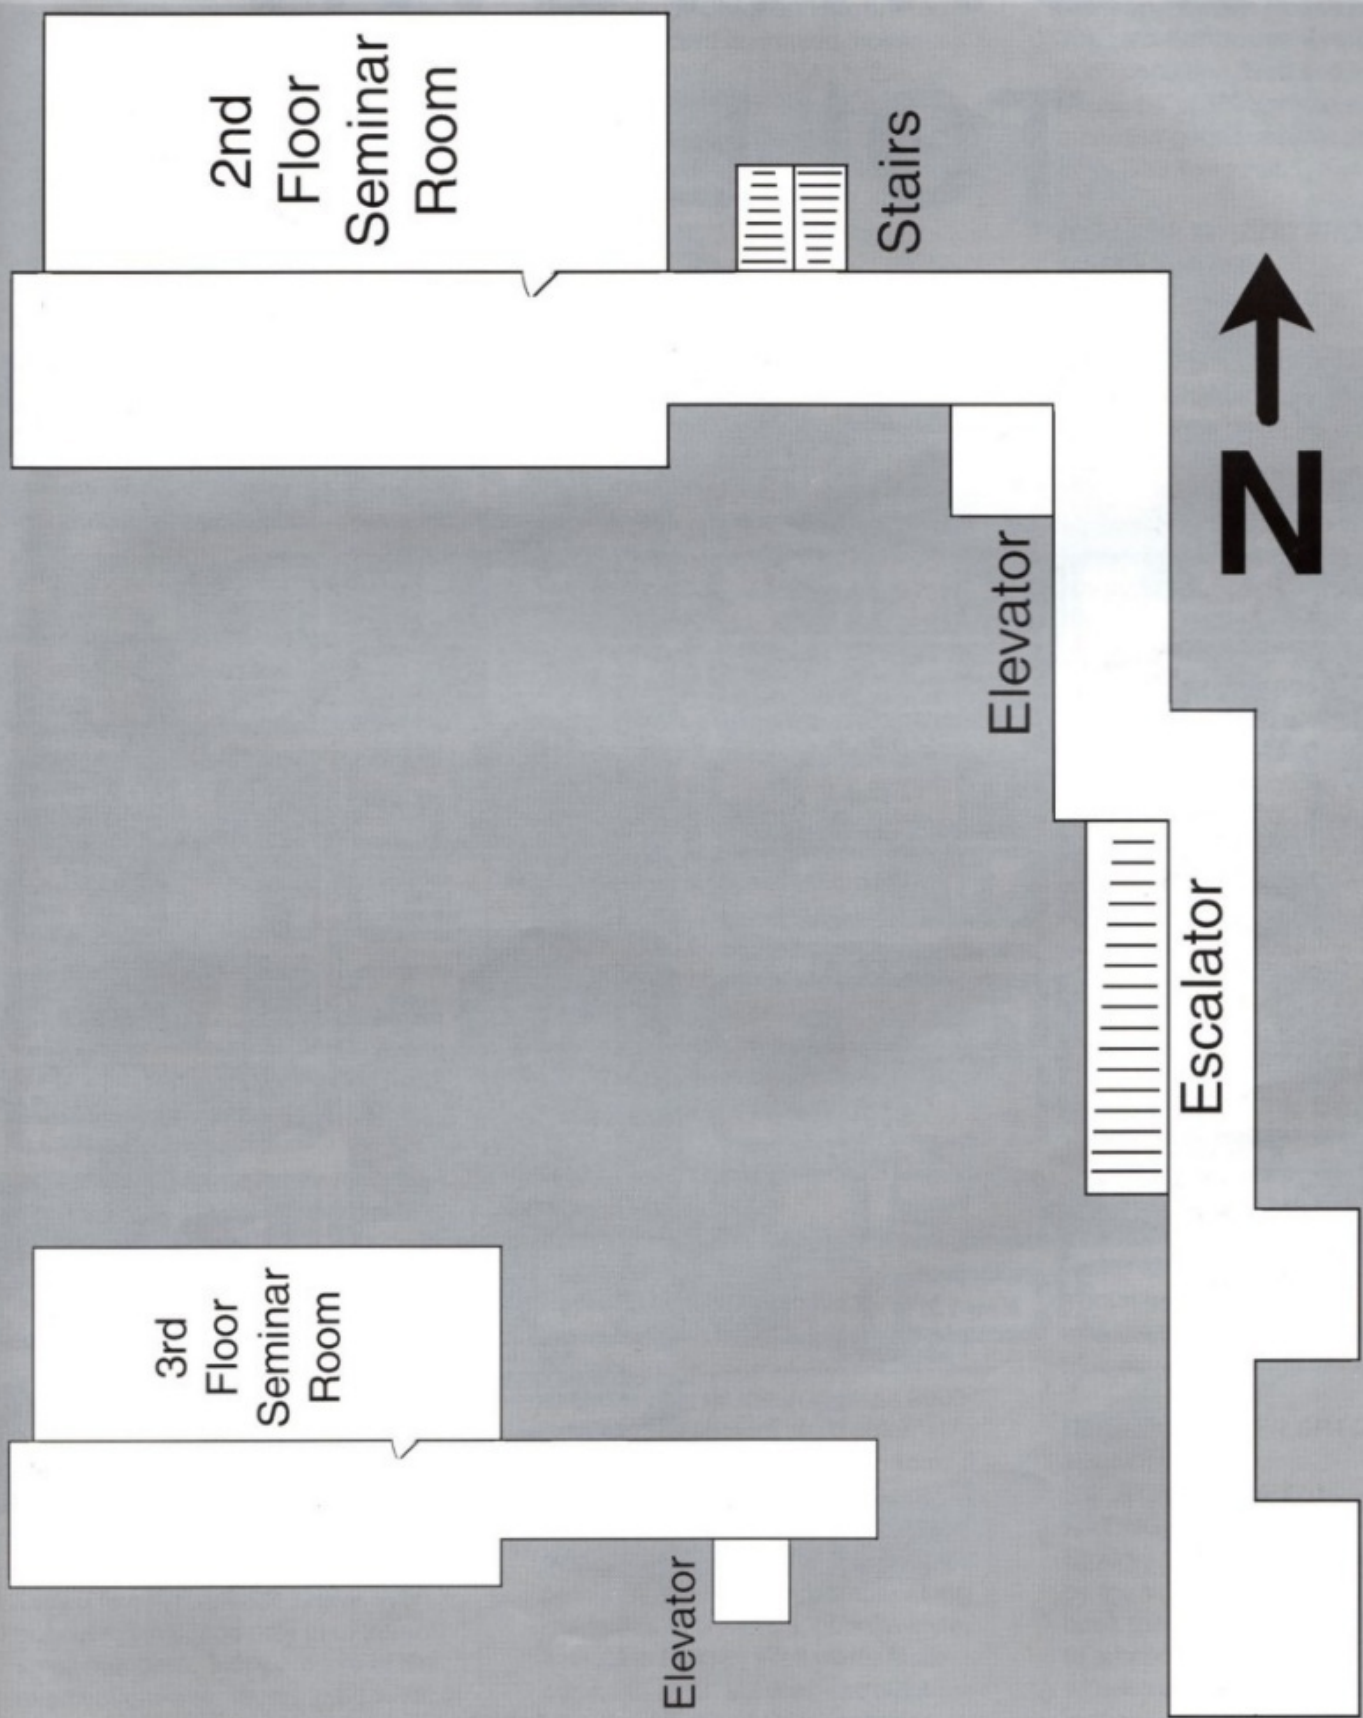 2nd
Floor
Seminar
Room
Stairs
N
Elevator
Escalator
3rd
Floor
Seminar
Room
Elevator